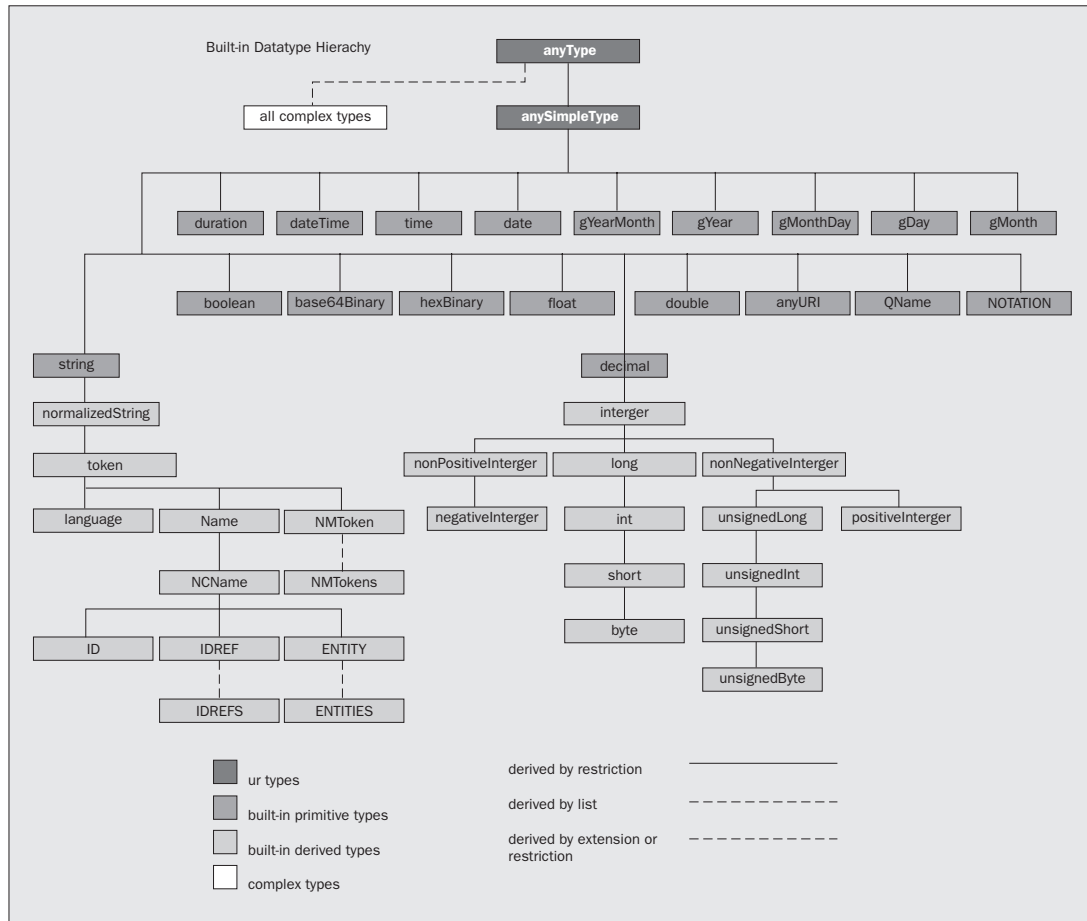 Built-in Datatype Hierachy
anyType
all complex types
anySimpleType
duration
dateTime
time
date
gYearMonth
gYear
gMonthDay
gDay
gMonth
boolean
base64Binary
hexBinary
float
double
anyURI
QName
NOTATION
string
decimal
normalizedString
interger
token
nonPositiveInterger
long
nonNegativeInterger
language
Name
NMToken
negativeInterger
int
unsignedLong
positiveInterger
NCName
NMTokens
short
unsignedInt
byte
unsignedShort
ID
IDREF
ENTITY
unsignedByte
IDREFS
ENTITIES
ur types
built-in primitive types
built-in derived types
complex types
derived by restriction
derived by list
derived by extension or
restriction